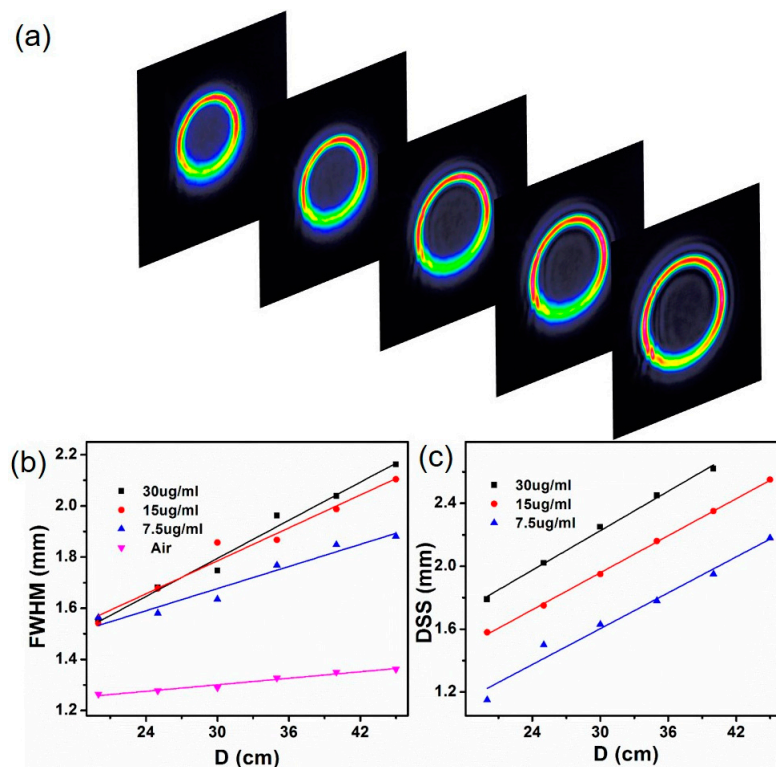 (a)
(b)
2.2
2.0
1.8
1.6
1.4
1.2
FWHM (mm)
30ug/ml
15ug/ml
7.5ug/ml
Air
24
30
36
42
D (cm)
(c)
2.4
2.0
1.6
1.2
DSS (mm)
30ug/ml
15ug/ml
7.5ug/ml
24
30
36
42
D (cm)